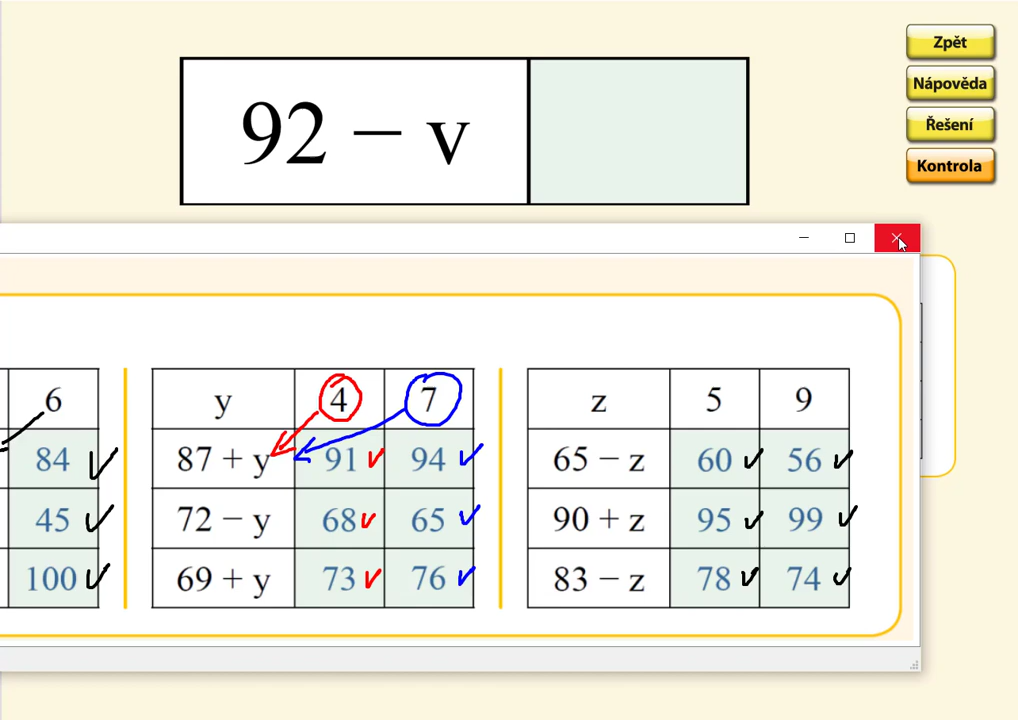 92 − v
Zpět
Nápověda
Řešení
Kontrola
6
84
45
100
y 4 7
87 + y 91 94
72 − y 68 65
69 + y 73 76
z 5 9
65 − z 60 56
90 + z 95 99
83 − z 78 74